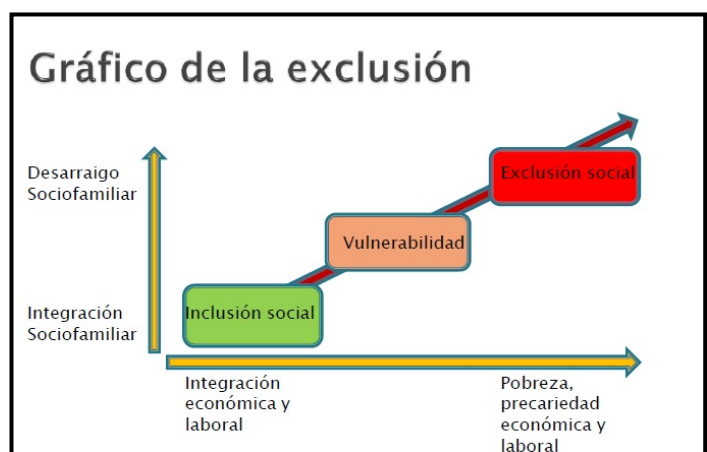 Gráfico de la exclusión
Desarraigo
Sociofamiliar
Exclusión social
Vulnerabilidad
Integración
Sociofamiliar
Inclusión social
Integración
económica y
laboral
Pobreza,
precariedad
económica y
laboral